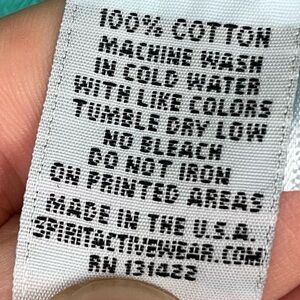 100% COTTON
MACHINE WASH
IN COLD WATER
WITH LIKE COLORS
TUMBLE DRY LOW
NO BLEACH
DO NOT IRON
ON PRINTED AREAS
MADE IN THE U.S.A.
SPIRITACTIVEWEAR.COM
RN 131422